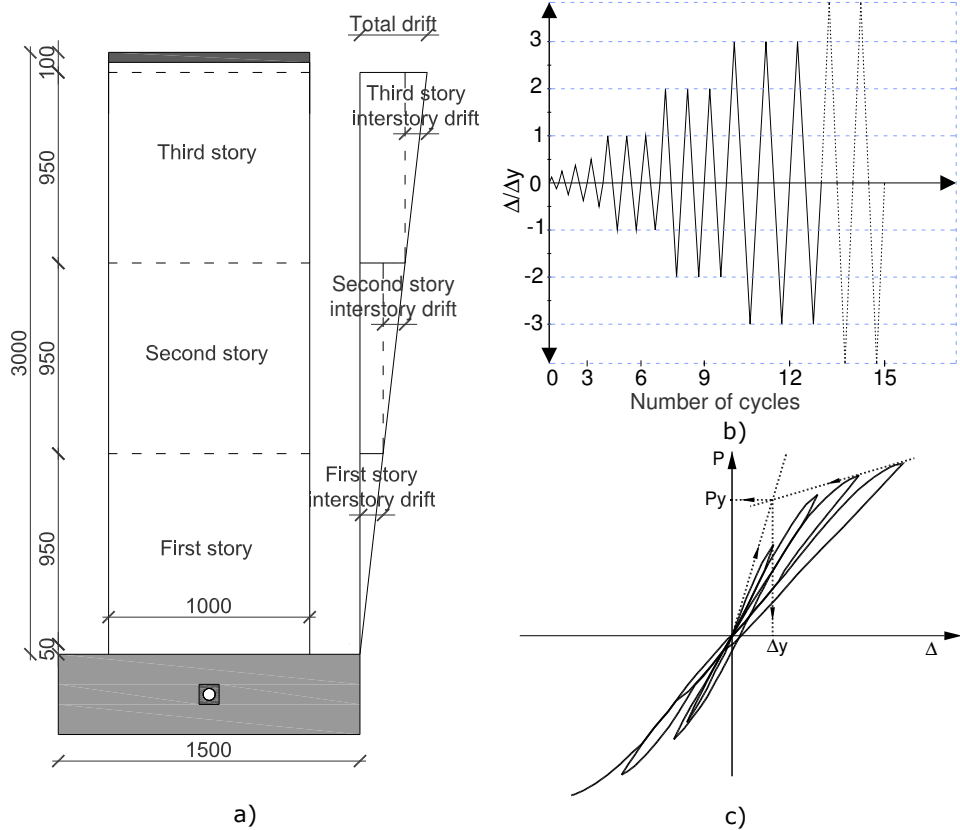 Total drift
100
Third story
interstory drift
Third story
950
Second story
interstory drift
Second story
3000
950
First story
interstory drift
First story
950
1000
50
1500
a)
3
2
1
0
-1
-2
-3
Δ/Δy
0 3 6 9 12 15
Number of cycles
b)
P
Py
Δy
Δ
c)